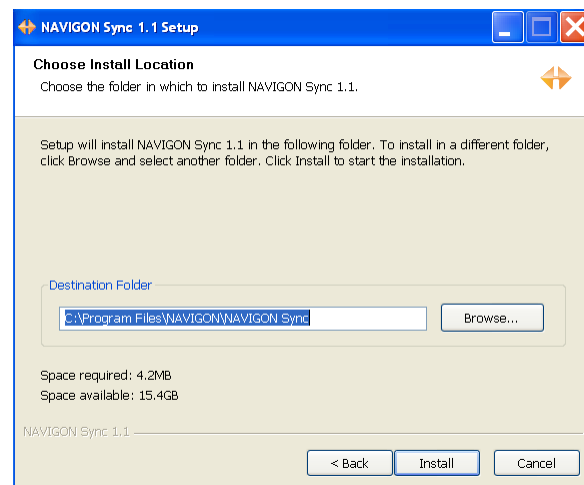 NAVIGON Sync 1.1 Setup
Choose Install Location
Choose the folder in which to install NAVIGON Sync 1.1.
Setup will install NAVIGON Sync 1.1 in the following folder. To install in a different folder,
click Browse and select another folder. Click Install to start the installation.
Destination Folder
C:\Program Files\NAVIGON\NAVIGON Sync
Browse...
Space required: 4.2MB
Space available: 15.4GB
NAVIGON Sync 1.1
< Back
Install
Cancel